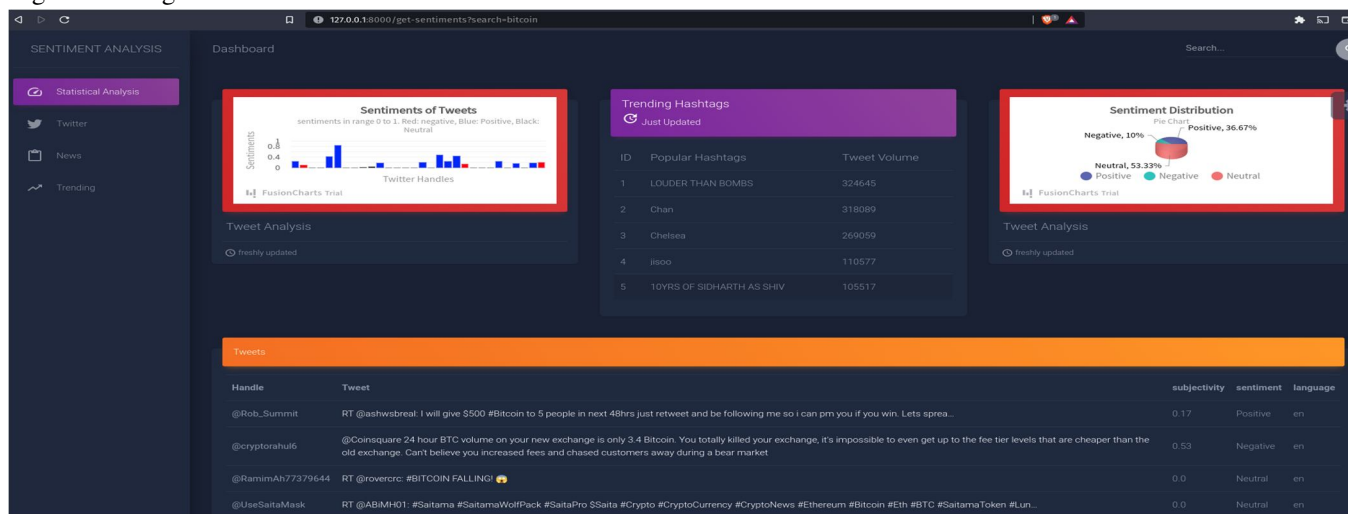 127.0.0.1:8000/get-sentiments?search=bitcoin
SENTIMENT ANALYSIS
Dashboard
Search...
Statistical Analysis
Twitter
News
Trending
Sentiments of Tweets
sentiments in range 0 to 1. Red: negative, Blue: Positive, Black:
Neutral
Sentiments
1
0.8
0.4
0
Twitter Handles
FusionCharts Trial
Tweet Analysis
freshly updated
Trending Hashtags
Just Updated
ID Popular Hashtags Tweet Volume
1 LOUDER THAN BOMBS 324645
2 Chan 318089
3 Chelsea 269059
4 jisoo 110577
5 10YRS OF SIDHARTH AS SHIV 105517
Sentiment Distribution
Pie Chart
Positive, 36.67%
Negative, 10%
Neutral, 53.33%
Positive Negative Neutral
FusionCharts Trial
Tweet Analysis
freshly updated
Tweets
Handle Tweet subjectivity sentiment language
@Rob_Summit RT @ashwsbreal: I will give $500 #Bitcoin to 5 people in next 48hrs just retweet and be following me so i can pm you if you win. Lets sprea... 0.17 Positive en
@cryptorahul6 @Coinsquare 24 hour BTC volume on your new exchange is only 3.4 Bitcoin. You totally killed your exchange, it's impossible to even get up to the fee tier levels that are cheaper than the 0.53 Negative en
old exchange. Can't believe you increased fees and chased customers away during a bear market
@RamimAh77379644 RT @rovercrc: #BITCOIN FALLING! 😱 0.0 Neutral en
@UseSaitaMask RT @ABiMH01: #Saitama #SaitamaWolfPack #SaitaPro $Saita #Crypto #CryptoCurrency #CryptoNews #Ethereum #Bitcoin #Eth #BTC #SaitamaToken #Lun... 0.0 Neutral en